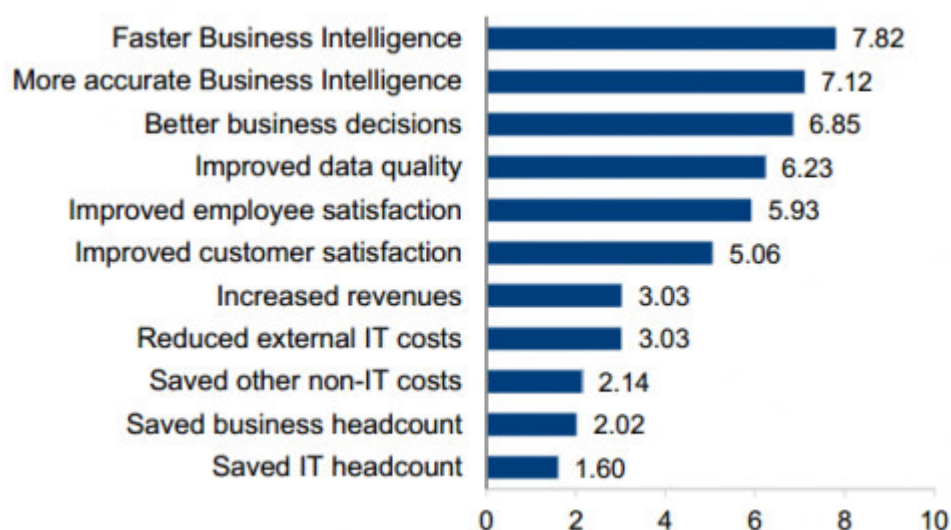 Faster Business Intelligence 7.82
More accurate Business Intelligence 7.12
Better business decisions 6.85
Improved data quality 6.23
Improved employee satisfaction 5.93
Improved customer satisfaction 5.06
Increased revenues 3.03
Reduced external IT costs 3.03
Saved other non-IT costs 2.14
Saved business headcount 2.02
Saved IT headcount 1.60
0 2 4 6 8 10